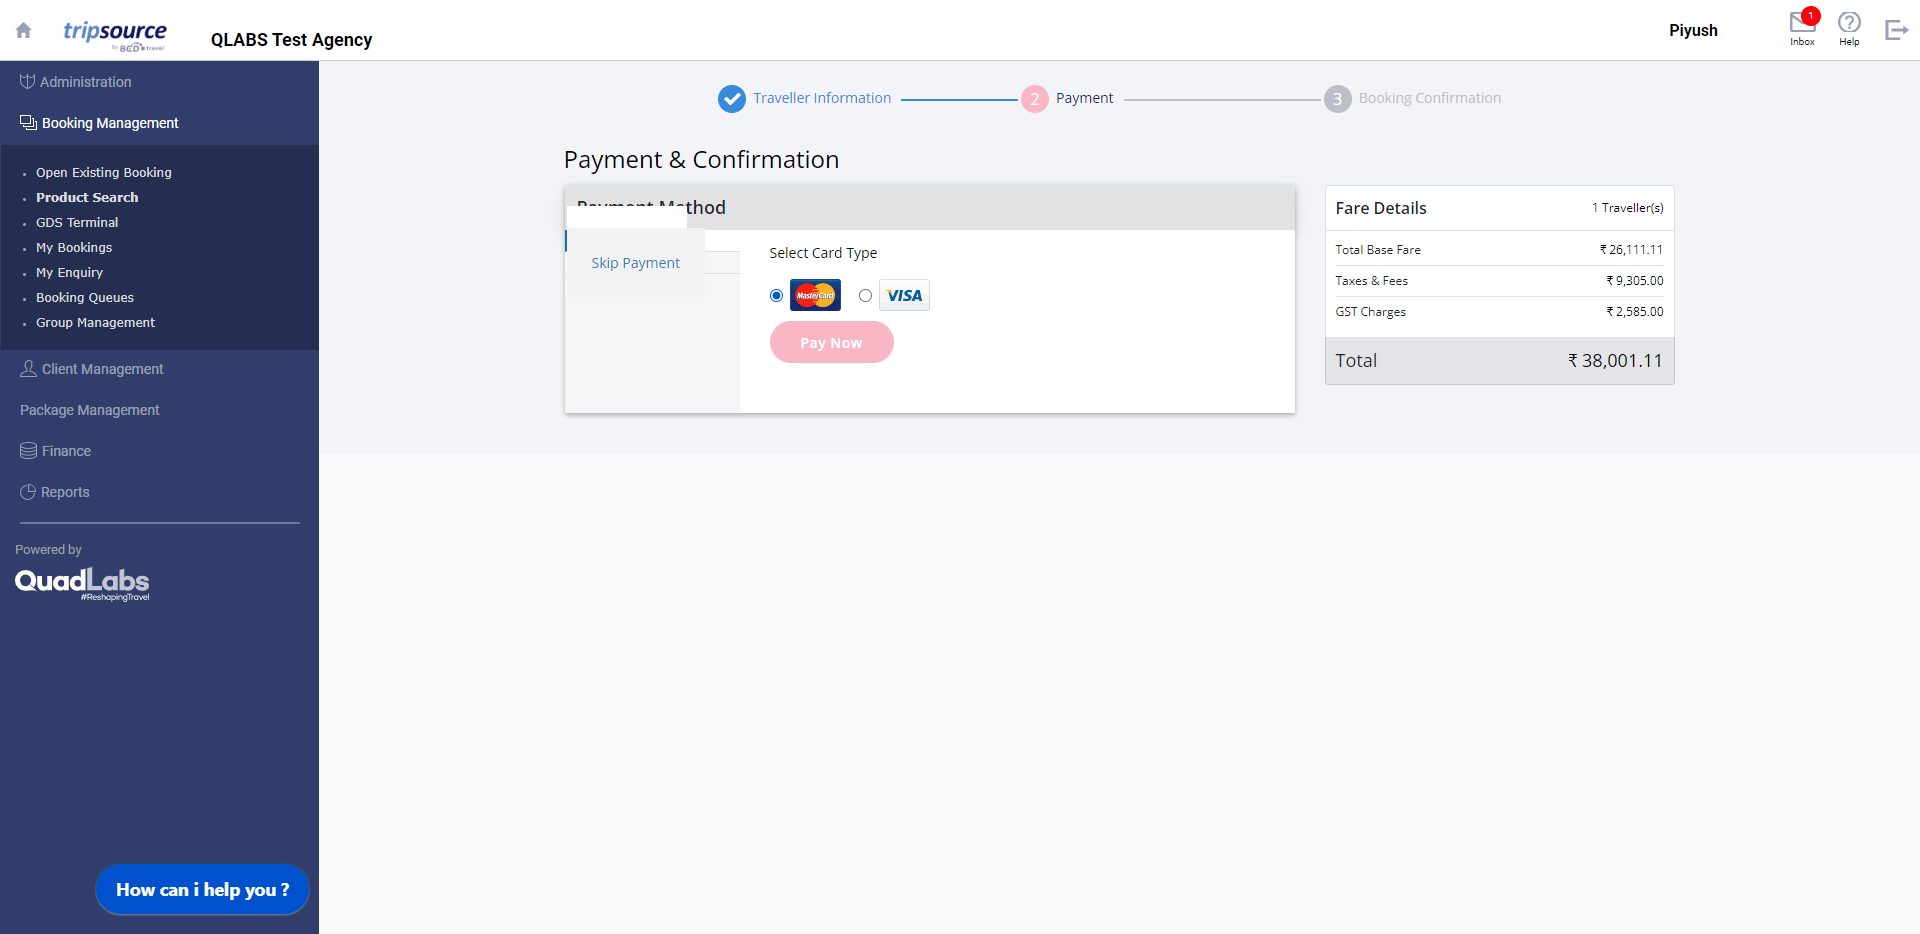 tripsource
by BCD travel
QLABS Test Agency
Piyush
1
Inbox
Help
Administration
Booking Management
Open Existing Booking
Product Search
GDS Terminal
My Bookings
My Enquiry
Booking Queues
Group Management
Client Management
Package Management
Finance
Reports
Powered by
QuadLabs
#ReshapingTravel
How can i help you ?
Traveller Information
2 Payment
3 Booking Confirmation
Payment & Confirmation
Payment Method
Skip Payment
Select Card Type
MasterCard
VISA
Pay Now
Fare Details 1 Traveller(s)
Total Base Fare ₹ 26,111.11
Taxes & Fees ₹ 9,305.00
GST Charges ₹ 2,585.00
Total ₹ 38,001.11